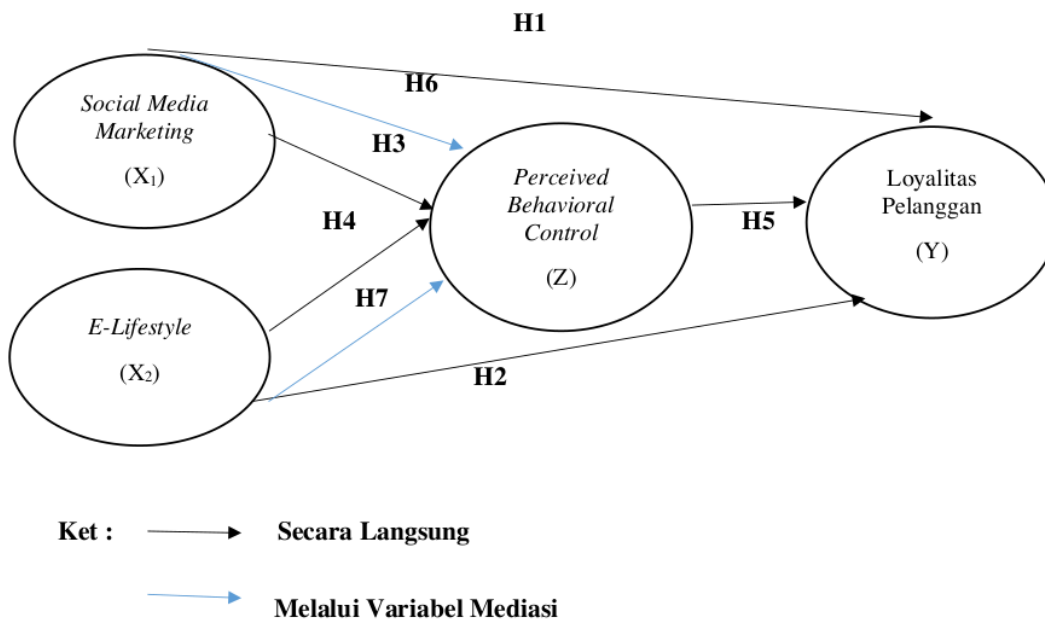 H1
H6
Social Media
Marketing
(X₁)
H3
Perceived
Behavioral
Control
(Z)
Loyalitas
Pelanggan
(Y)
H4
H5
E-Lifestyle
(X₂)
H7
H2
Ket :
Secara Langsung
Melalui Variabel Mediasi